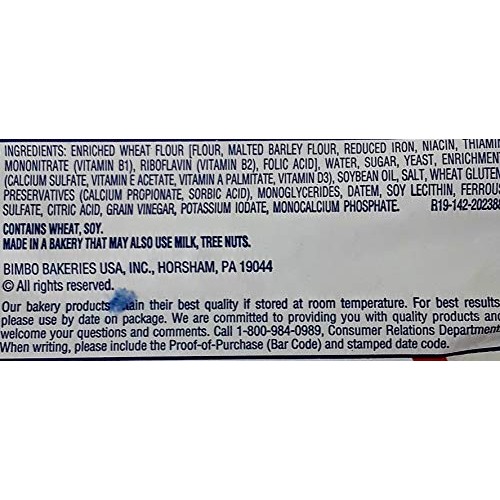 INGREDIENTS: ENRICHED WHEAT FLOUR [FLOUR, MALTED BARLEY FLOUR, REDUCED IRON, NIACIN, THIAMIN
MONONITRATE (VITAMIN B1), RIBOFLAVIN (VITAMIN B2), FOLIC ACID], WATER, SUGAR, YEAST, ENRICHMENT
(CALCIUM SULFATE, VITAMIN E ACETATE, VITAMIN A PALMITATE, VITAMIN D3), SOYBEAN OIL, SALT, WHEAT GLUTEN,
PRESERVATIVES (CALCIUM PROPIONATE, SORBIC ACID), MONOGLYCERIDES, DATEM, SOY LECITHIN, FERROUS
SULFATE, CITRIC ACID, GRAIN VINEGAR, POTASSIUM IODATE, MONOCALCIUM PHOSPHATE. R19-142-202388
CONTAINS WHEAT, SOY.
MADE IN A BAKERY THAT MAY ALSO USE MILK, TREE NUTS.
BIMBO BAKERIES USA, INC., HORSHAM, PA 19044
© All rights reserved.
Our bakery products ain their best quality if stored at room temperature. For best results
please use by date on package. We are committed to providing you with quality products and
welcome your questions and comments. Call 1-800-984-0989, Consumer Relations Department
When writing, please include the Proof-of-Purchase (Bar Code) and stamped date code.